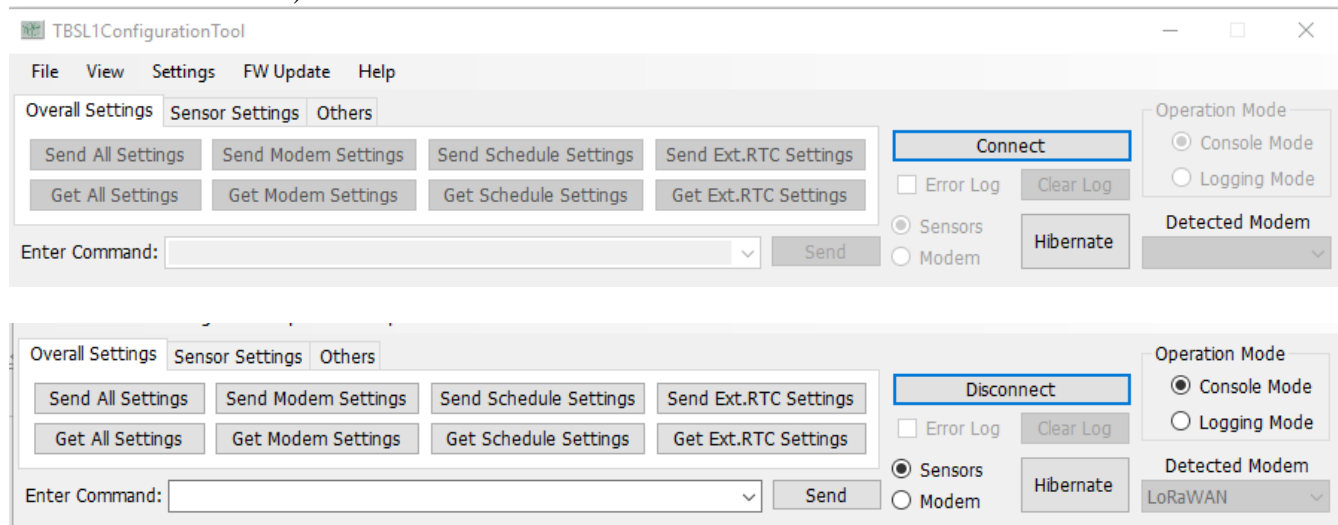 TBSL1ConfigurationTool
File View Settings FW Update Help
Overall Settings Sensor Settings Others
Operation Mode
Send All Settings Send Modem Settings Send Schedule Settings Send Ext.RTC Settings
Connect
Console Mode
Get All Settings Get Modem Settings Get Schedule Settings Get Ext.RTC Settings
Error Log Clear Log
Logging Mode
Sensors
Detected Modem
Enter Command:
Send
Modem
Hibernate
Overall Settings Sensor Settings Others
Operation Mode
Send All Settings Send Modem Settings Send Schedule Settings Send Ext.RTC Settings
Disconnect
Console Mode
Get All Settings Get Modem Settings Get Schedule Settings Get Ext.RTC Settings
Error Log Clear Log
Logging Mode
Sensors
Detected Modem
Enter Command:
Send
Modem
Hibernate
LoRaWAN